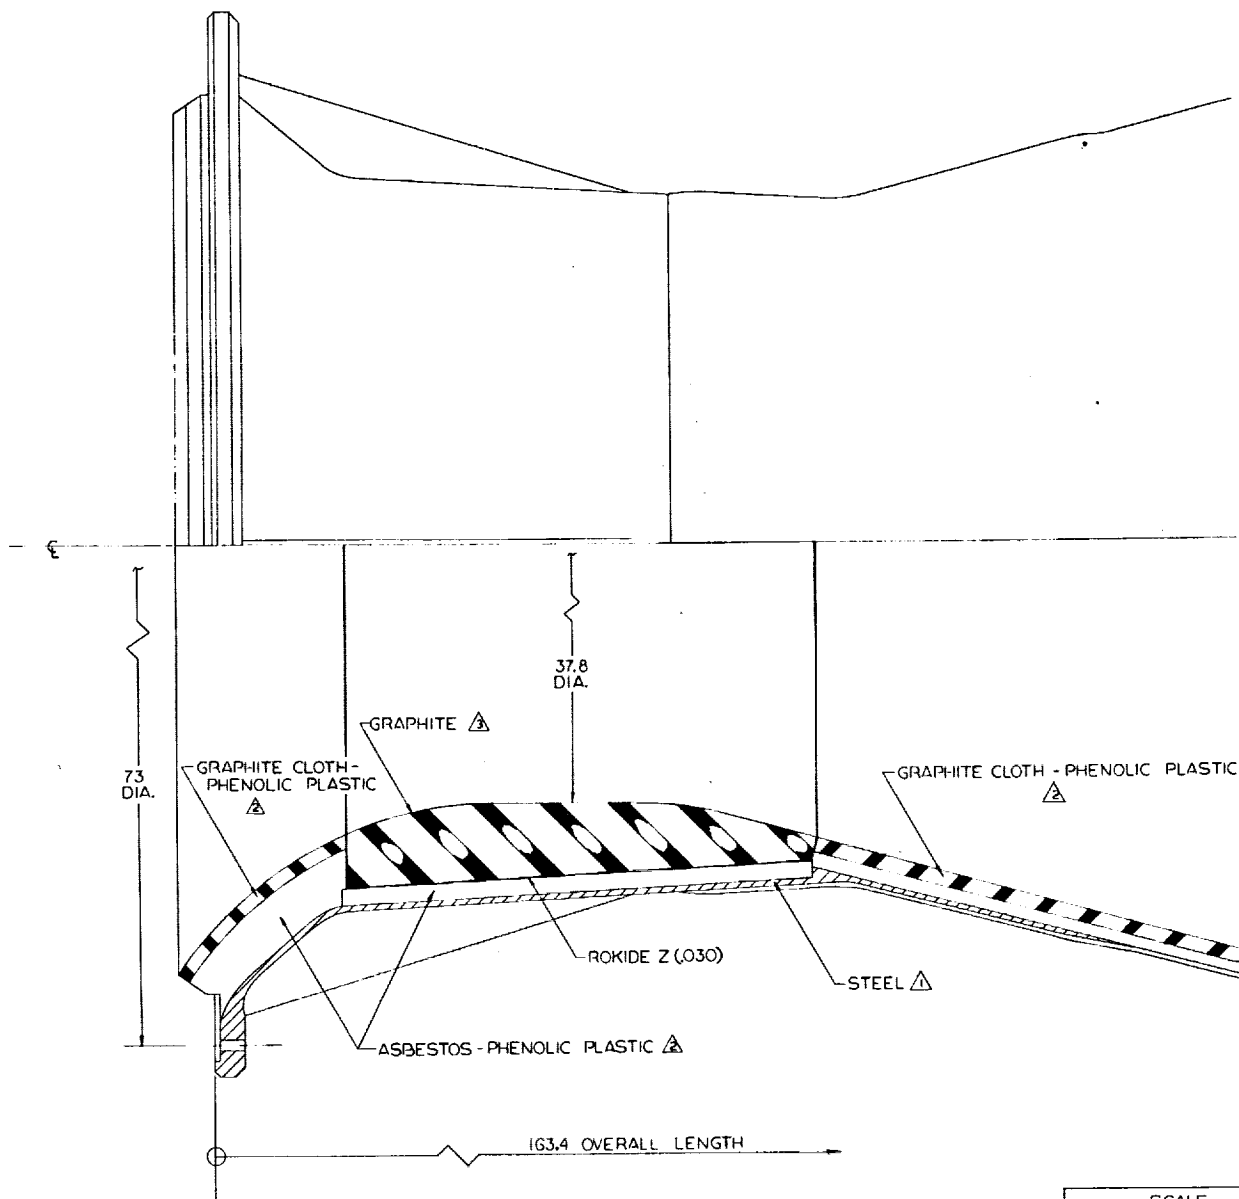 ℄
37.8
DIA.
GRAPHITE 3
73
DIA.
GRAPHITE CLOTH-
PHENOLIC PLASTIC
2
GRAPHITE CLOTH - PHENOLIC PLASTIC
2
ROKIDE Z (.030)
STEEL 1
ASBESTOS - PHENOLIC PLASTIC 2
163.4 OVERALL LENGTH
SCALE